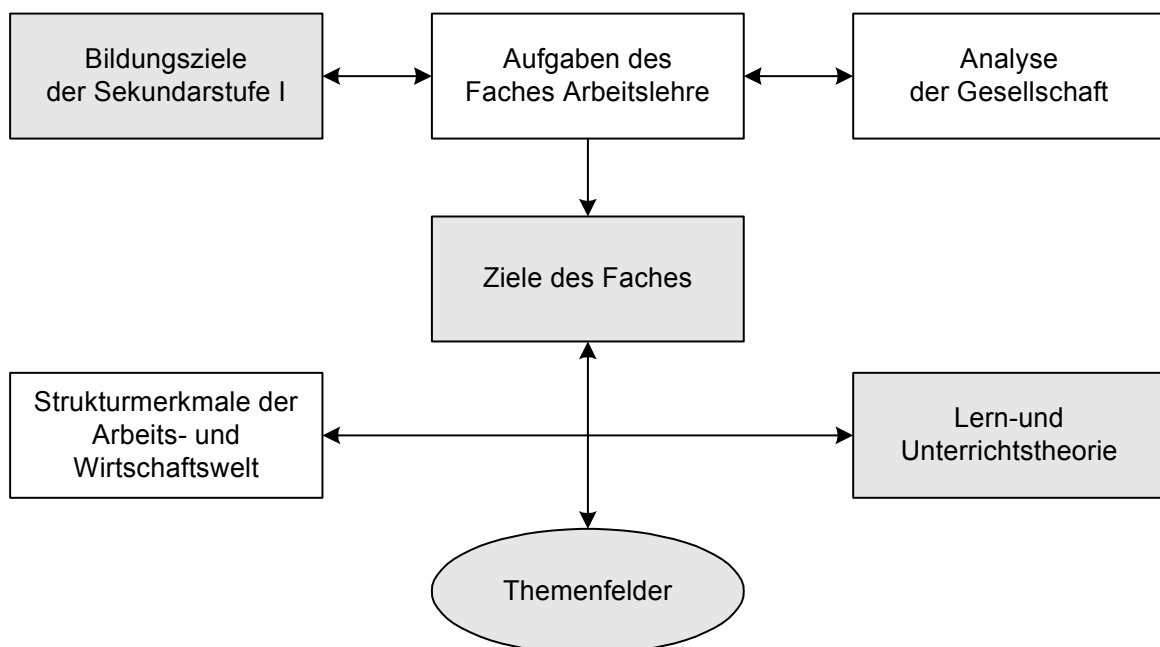 Bildungsziele
der Sekundarstufe I
Aufgaben des
Faches Arbeitslehre
Analyse
der Gesellschaft
Ziele des Faches
Strukturmerkmale der
Arbeits- und
Wirtschaftswelt
Lern-und
Unterrichtstheorie
Themenfelder